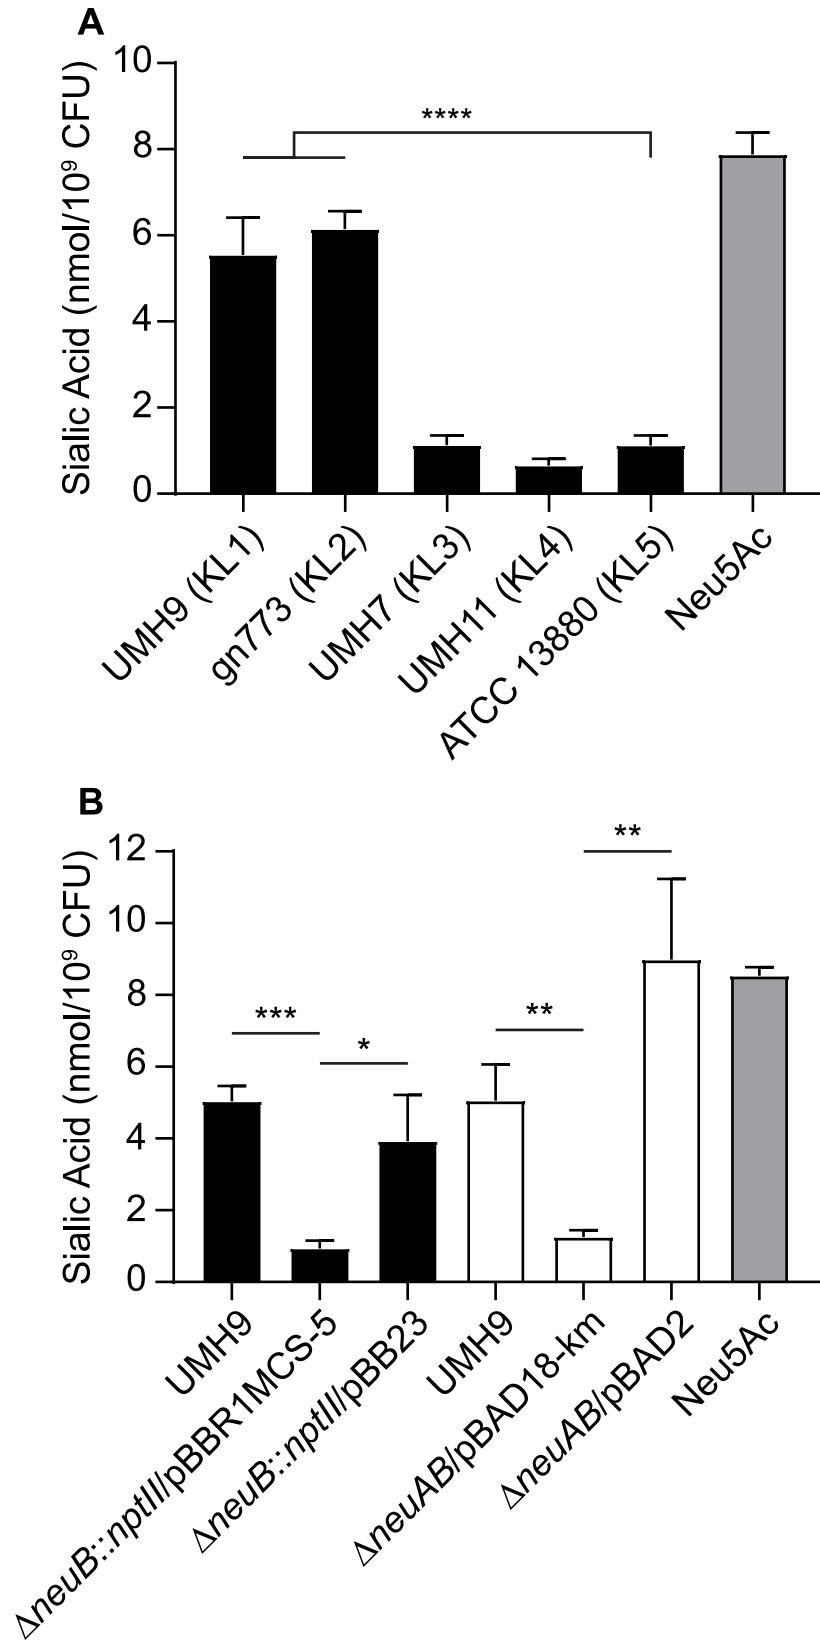 A
Sialic Acid (nmol/10⁹ CFU)
10
8
6
4
2
0
****
UMH9 (KL1)
gn773 (KL2)
UMH7 (KL3)
UMH11 (KL4)
ATCC 13880 (KL5)
Neu5Ac
B
Sialic Acid (nmol/10⁹ CFU)
12
10
8
6
4
2
0
***
*
**
**
UMH9
ΔneuB::nptII/pBBR1MCS-5
ΔneuB::nptII/pBB23
UMH9
ΔneuAB/pBAD18-km
ΔneuAB/pBAD2
Neu5Ac